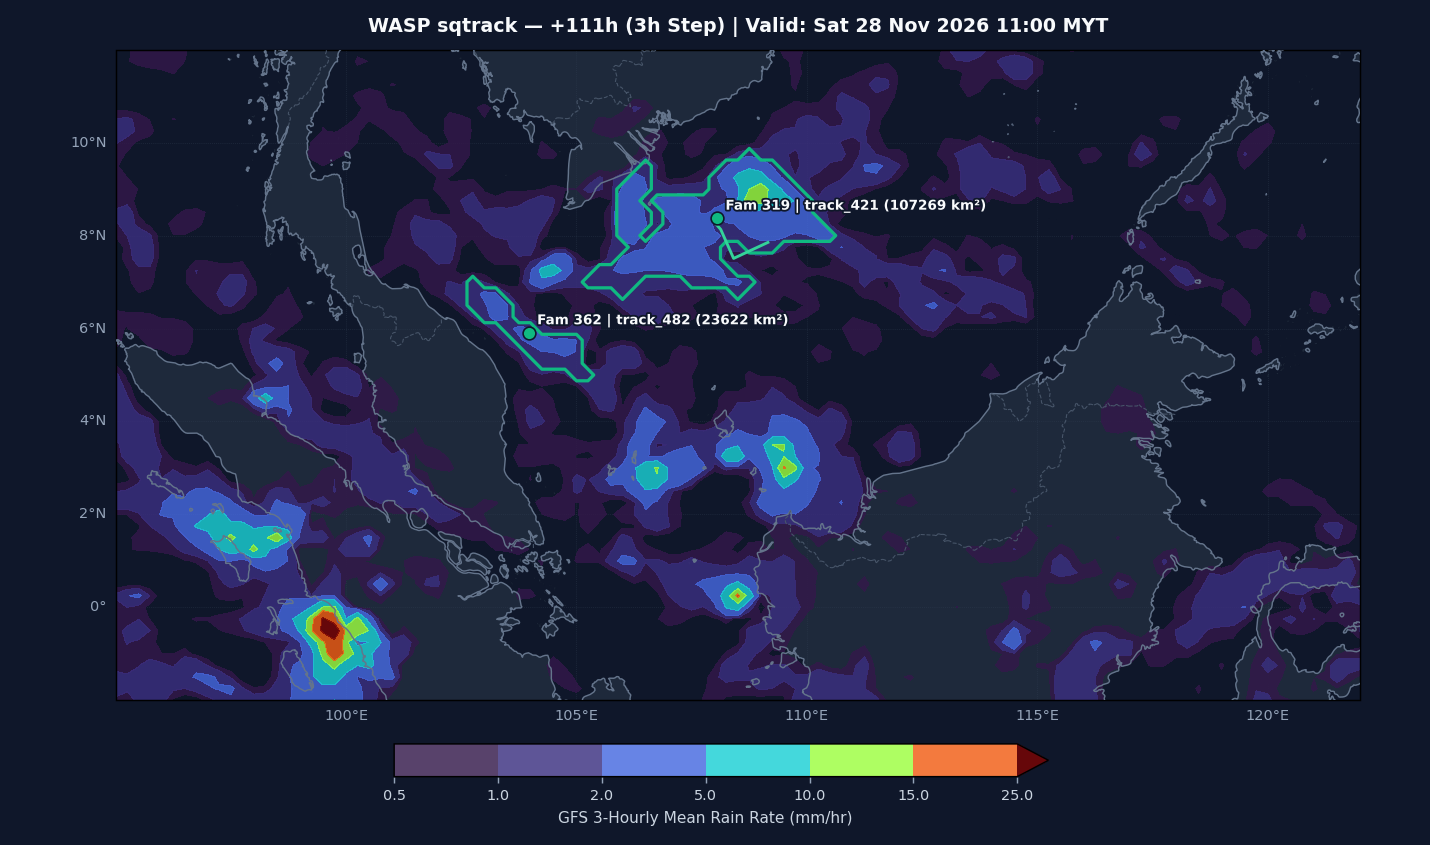 WASP sqtrack — +111h (3h Step) | Valid: Sat 28 Nov 2026 11:00 MYT
10°N
8°N
6°N
4°N
2°N
0°
Fam 319 | track_421 (107269 km²)
Fam 362 | track_482 (23622 km²)
100°E 105°E 110°E 115°E 120°E
0.5 1.0 2.0 5.0 10.0 15.0 25.0
GFS 3-Hourly Mean Rain Rate (mm/hr)